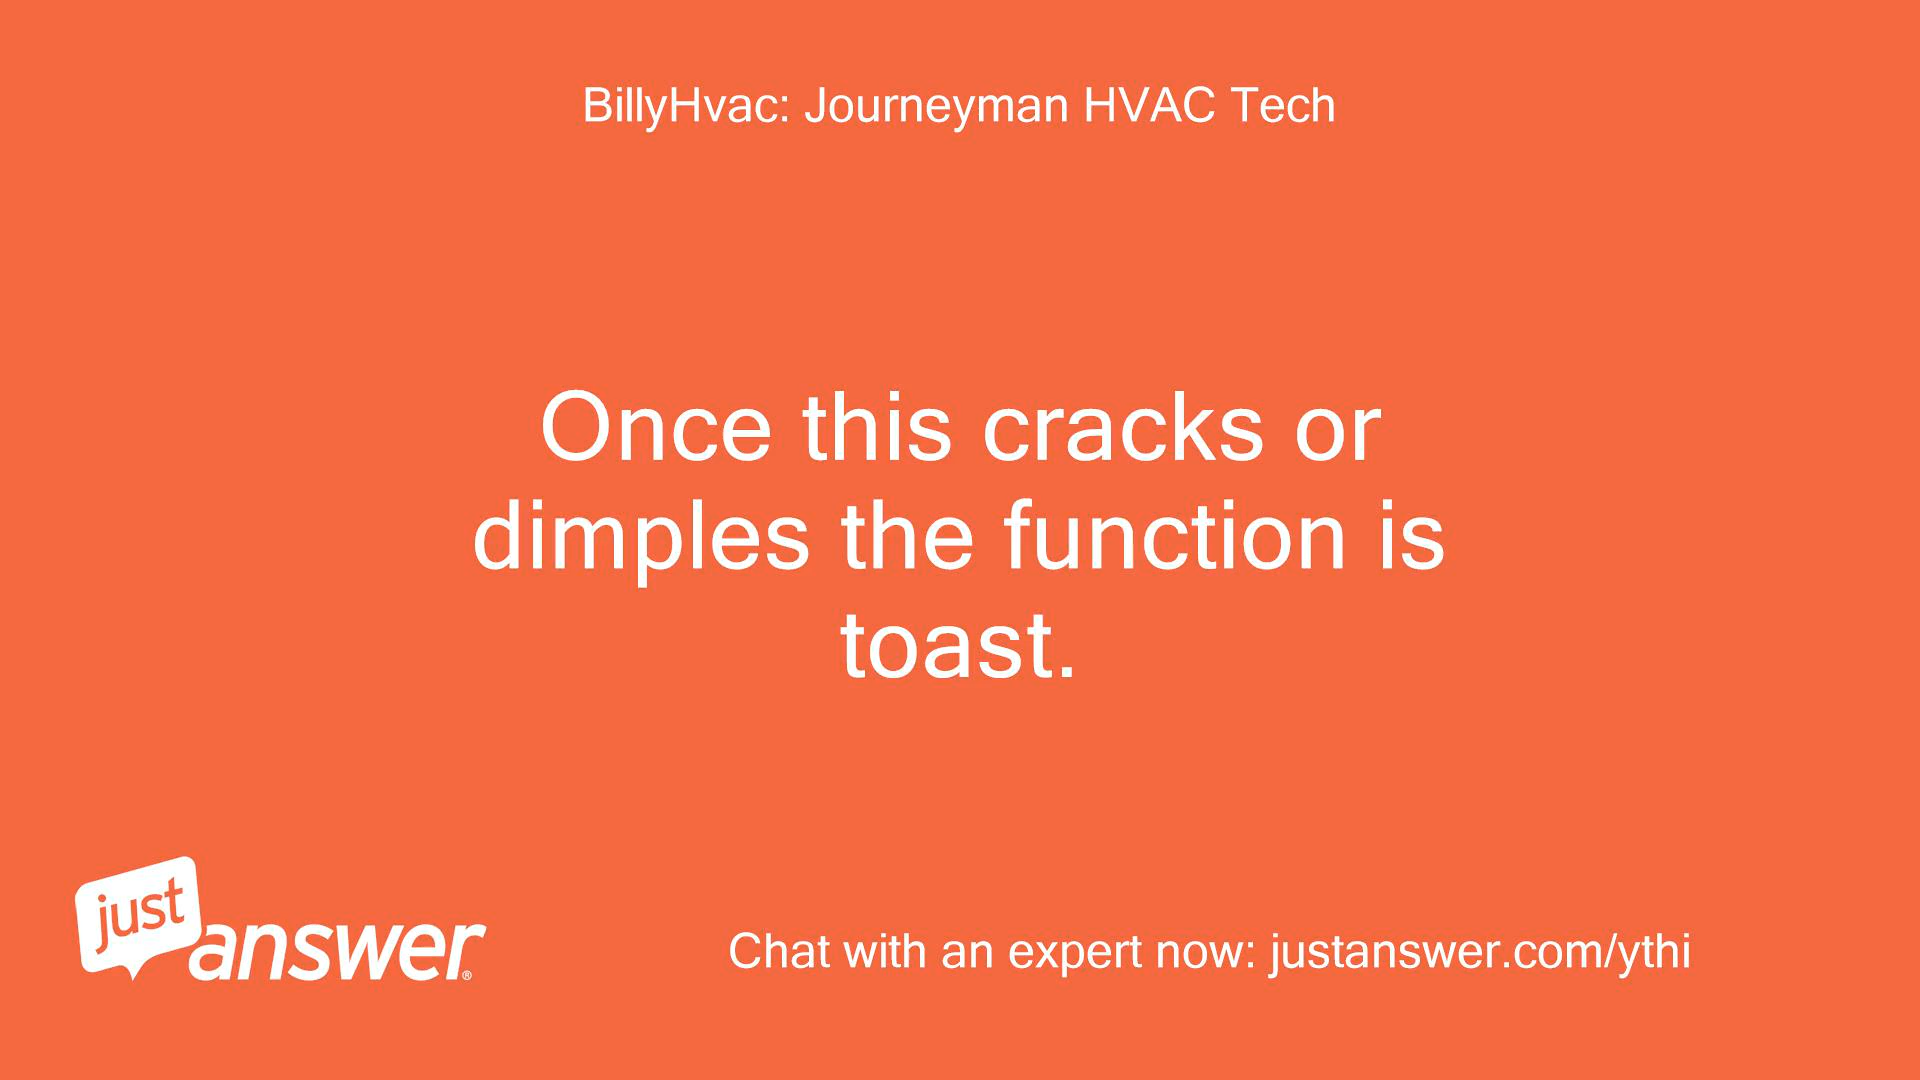 BillyHvac: Journeyman HVAC Tech
Once this cracks or
dimples the function is
toast.
just
answer®
Chat with an expert now: justanswer.com/ythi